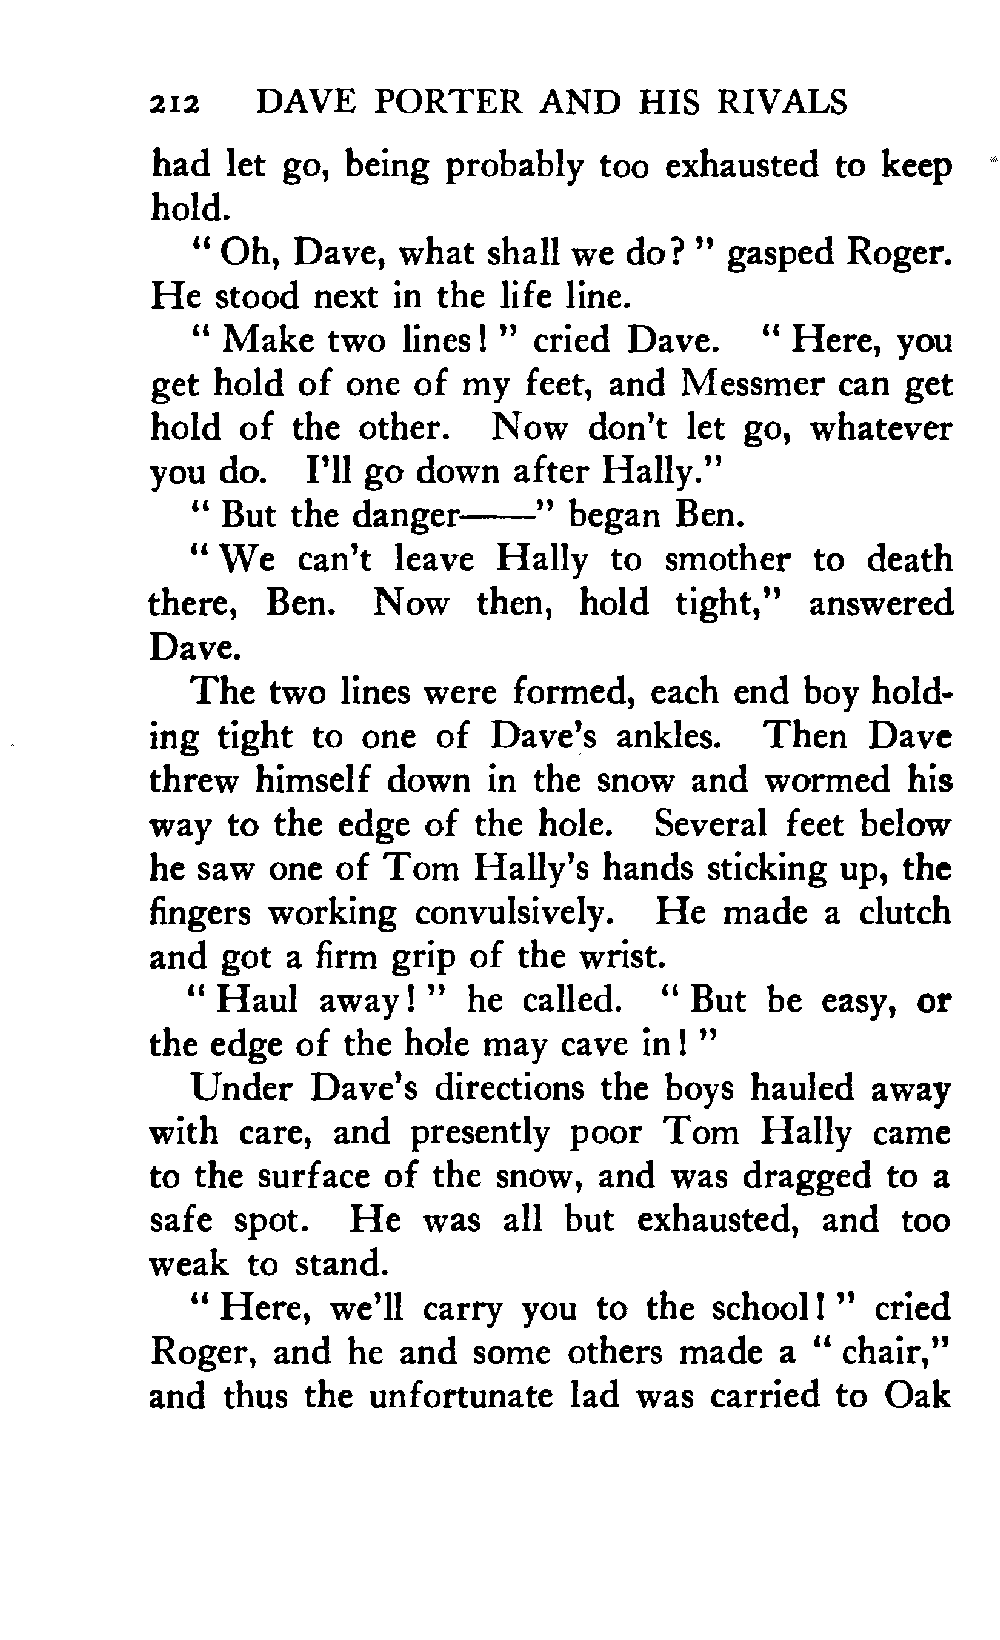 212 DAVE PORTER AND HIS RIVALS
had let go, being probably too exhausted to keep
hold.
" Oh, Dave, what shall we do? " gasped Roger.
He stood next in the life line.
" Make two lines! " cried Dave. " Here, you
get hold of one of my feet, and Messmer can get
hold of the other. Now don't let go, whatever
you do. I'll go down after Hally."
" But the danger——" began Ben.
" We can't leave Hally to smother to death
there, Ben. Now then, hold tight," answered
Dave.
The two lines were formed, each end boy hold-
ing tight to one of Dave's ankles. Then Dave
threw himself down in the snow and wormed his
way to the edge of the hole. Several feet below
he saw one of Tom Hally's hands sticking up, the
fingers working convulsively. He made a clutch
and got a firm grip of the wrist.
" Haul away! " he called. " But be easy, or
the edge of the hole may cave in! "
Under Dave's directions the boys hauled away
with care, and presently poor Tom Hally came
to the surface of the snow, and was dragged to a
safe spot. He was all but exhausted, and too
weak to stand.
" Here, we'll carry you to the school! " cried
Roger, and he and some others made a " chair,"
and thus the unfortunate lad was carried to Oak